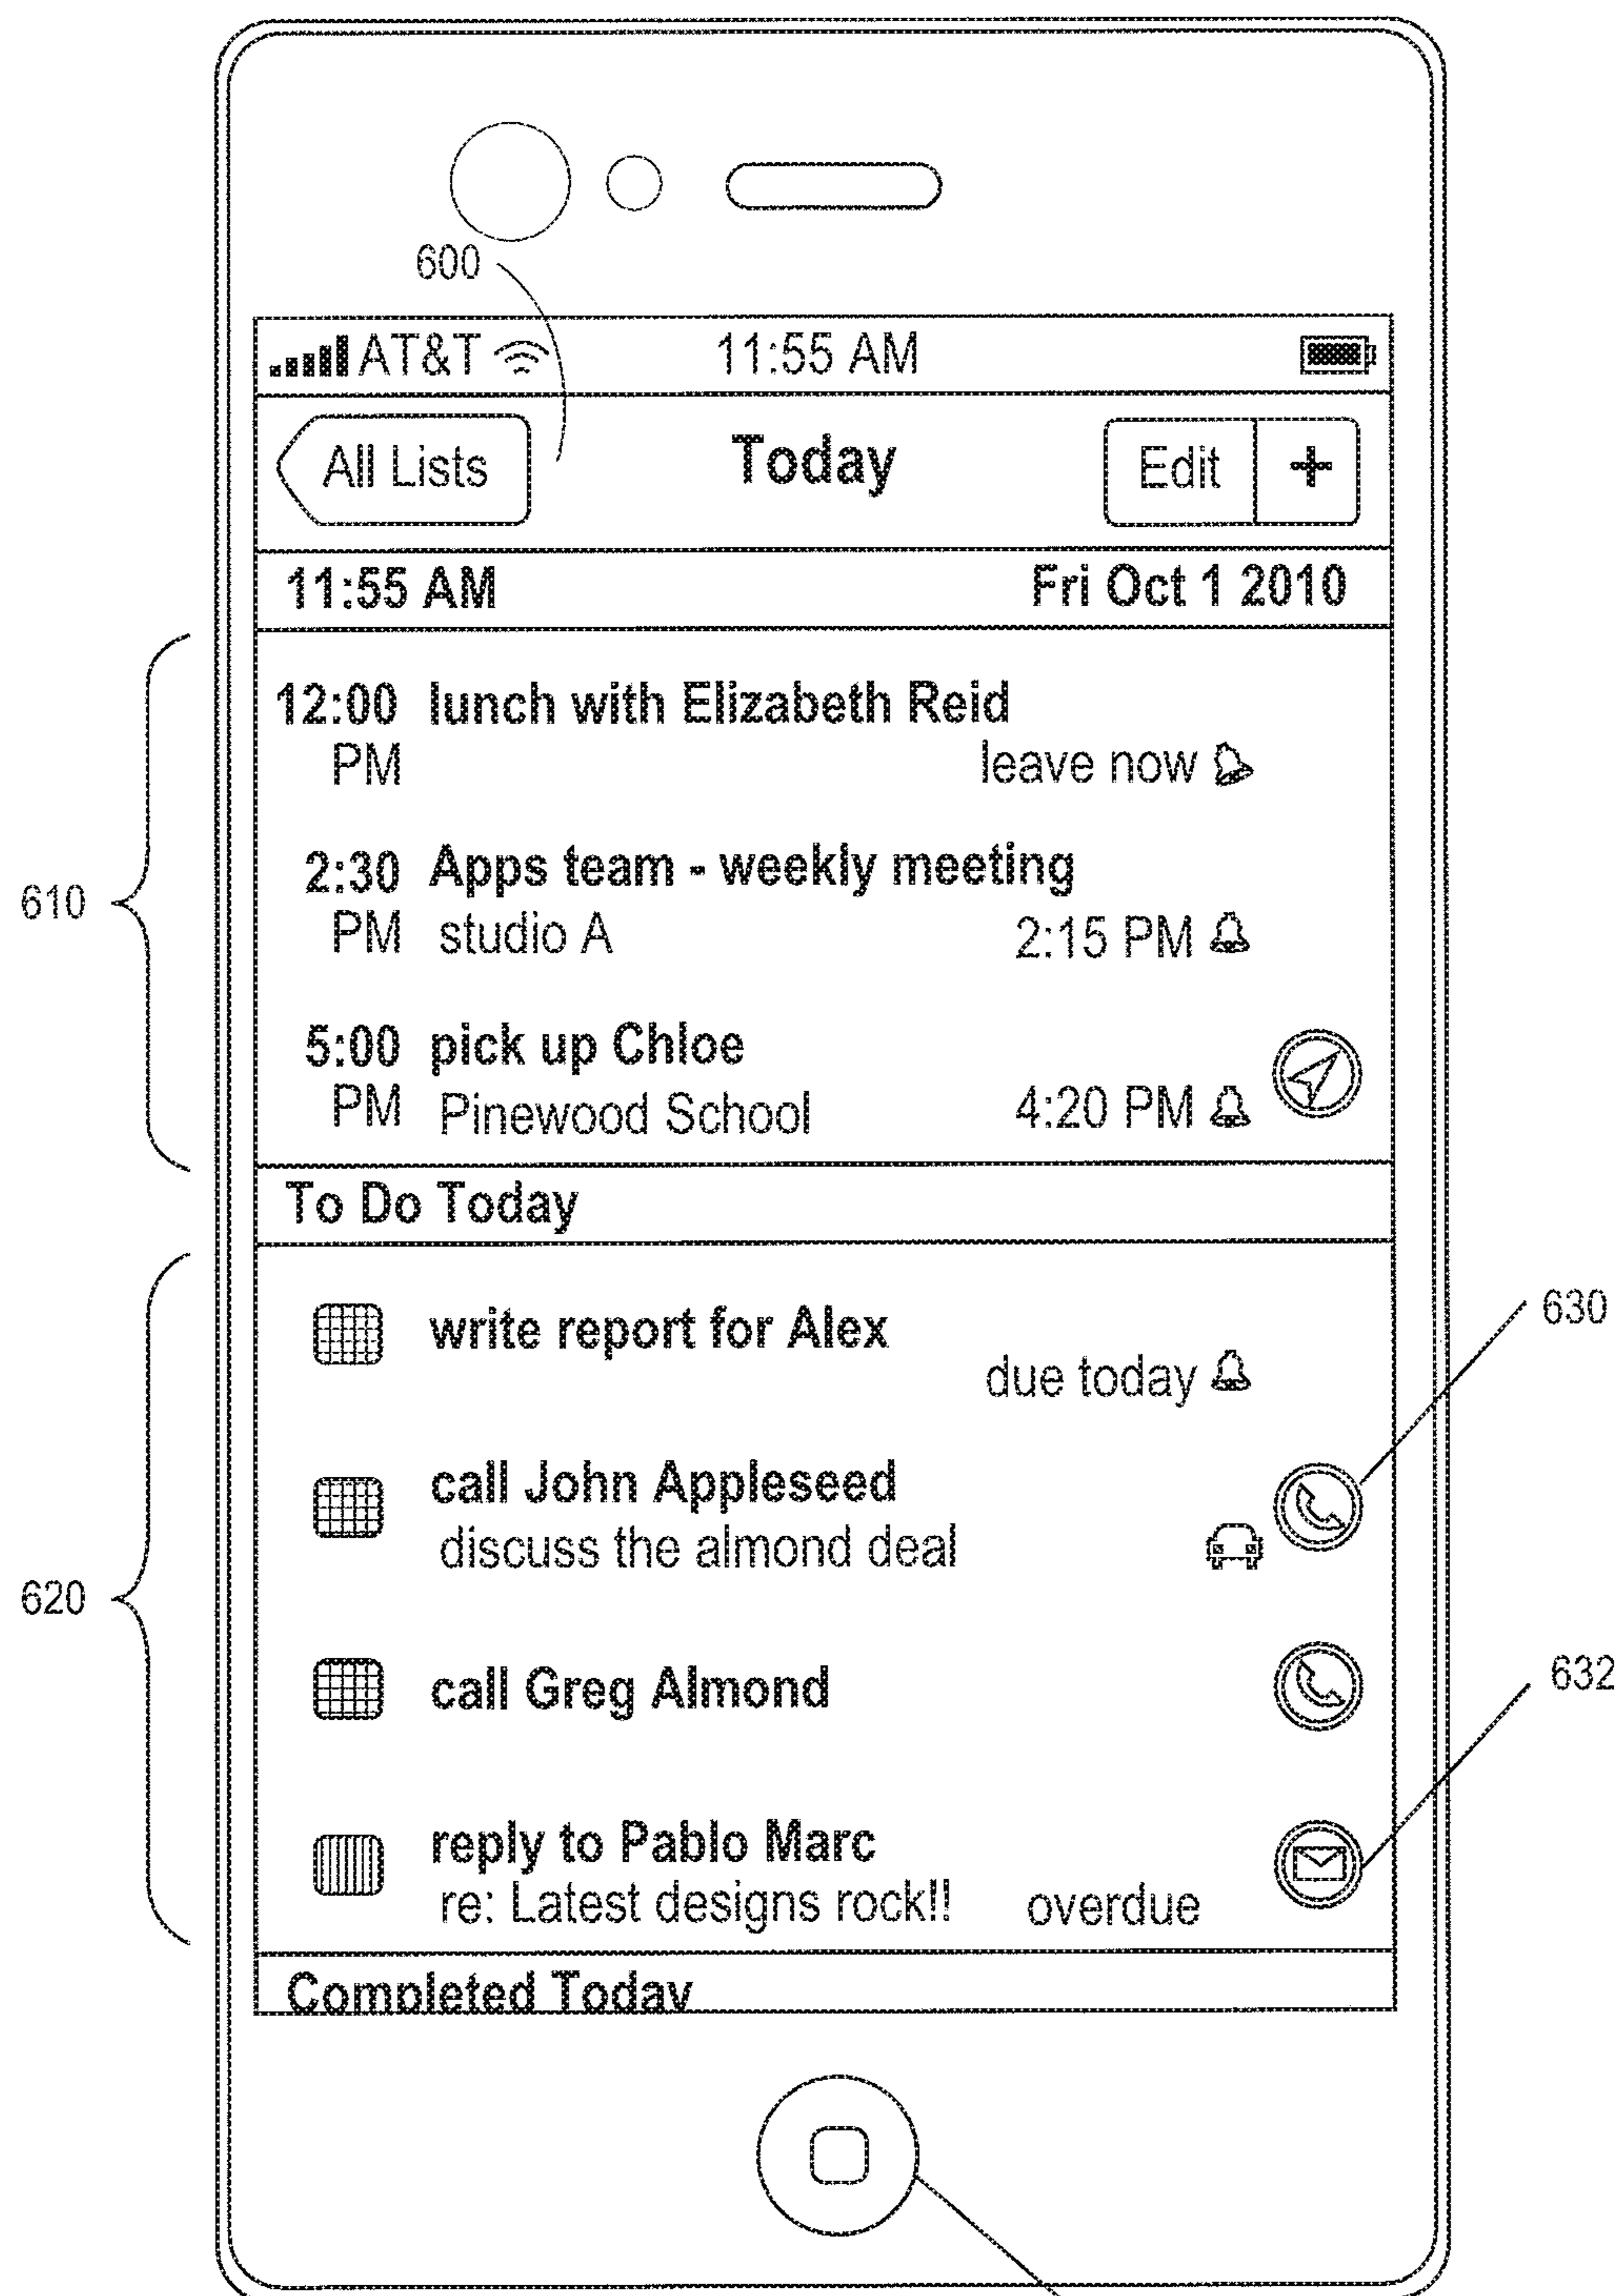 600
AT&T 11:55 AM
All Lists Today Edit +
11:55 AM Fri Oct 1 2010
12:00 lunch with Elizabeth Reid
PM leave now
2:30 Apps team - weekly meeting
610
PM studio A 2:15 PM
5:00 pick up Chloe
PM Pinewood School 4:20 PM
To Do Today
630
write report for Alex
due today
call John Appleseed
discuss the almond deal
620
632
call Greg Almond
reply to Pablo Marc
re: Latest designs rock!! overdue
Completed Today